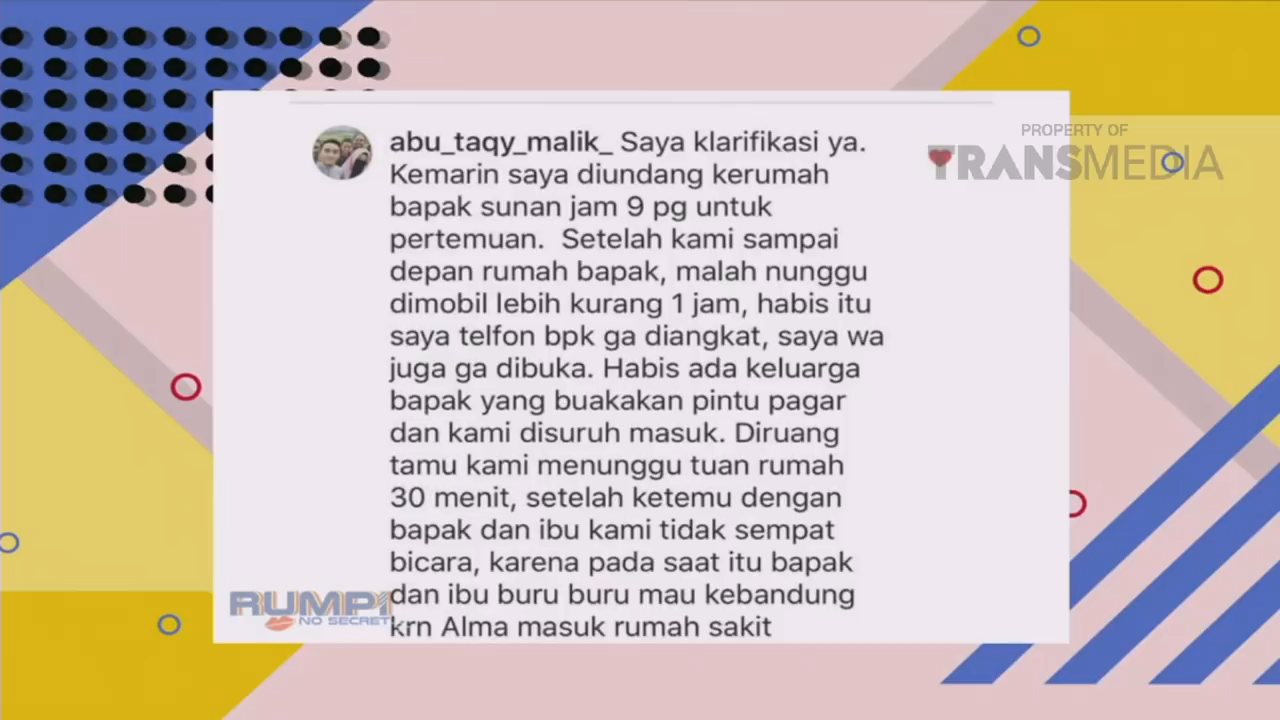 PROPERTY OF
TRANSMEDIA
abu_taqy_malik_ Saya klarifikasi ya.
Kemarin saya diundang kerumah
bapak sunan jam 9 pg untuk
pertemuan.  Setelah kami sampai
depan rumah bapak, malah nunggu
dimobil lebih kurang 1 jam, habis itu
saya telfon bpk ga diangkat, saya wa
juga ga dibuka. Habis ada keluarga
bapak yang buakakan pintu pagar
dan kami disuruh masuk. Diruang
tamu kami menunggu tuan rumah
30 menit, setelah ketemu dengan
bapak dan ibu kami tidak sempat
bicara, karena pada saat itu bapak
dan ibu buru buru mau kebandung
krn Alma masuk rumah sakit
RUMPI
NO SECRET